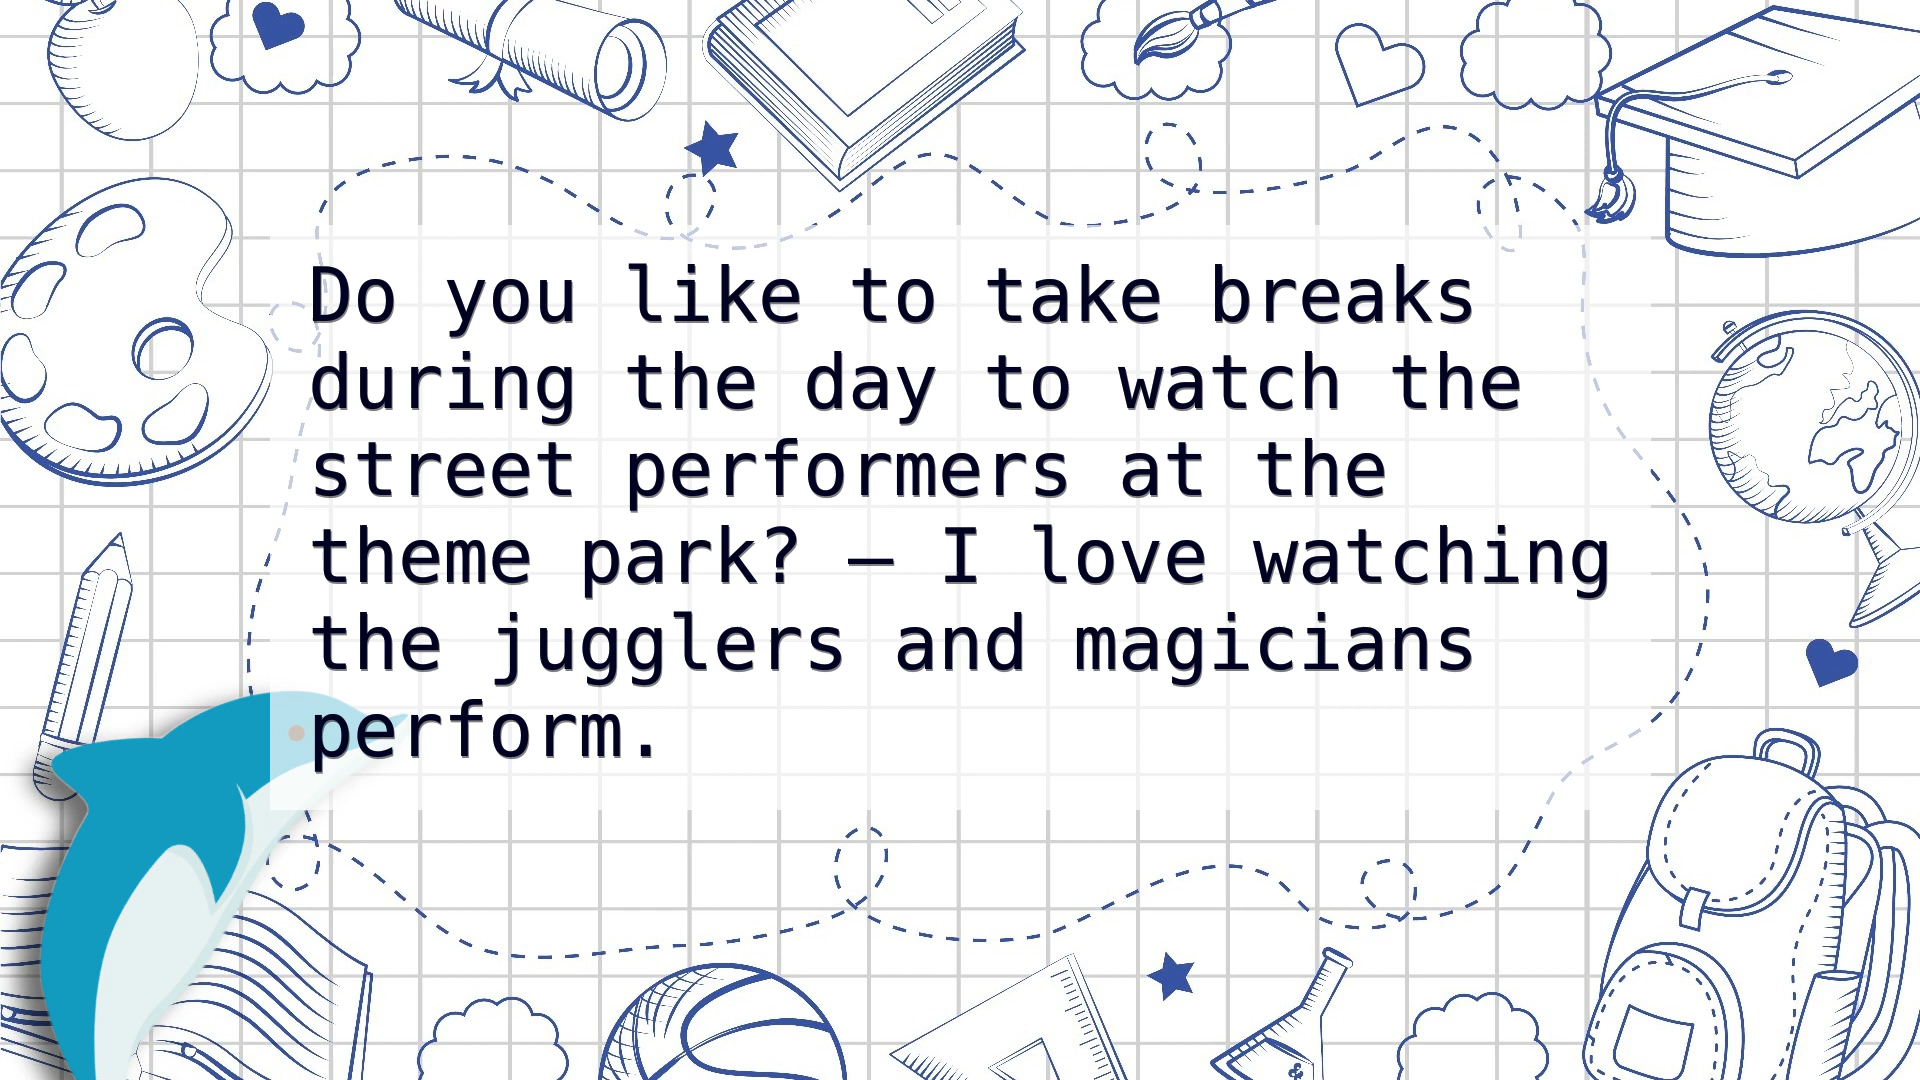 Do you like to take breaks
during the day to watch the
street performers at the
theme park? – I love watching
the jugglers and magicians
perform.